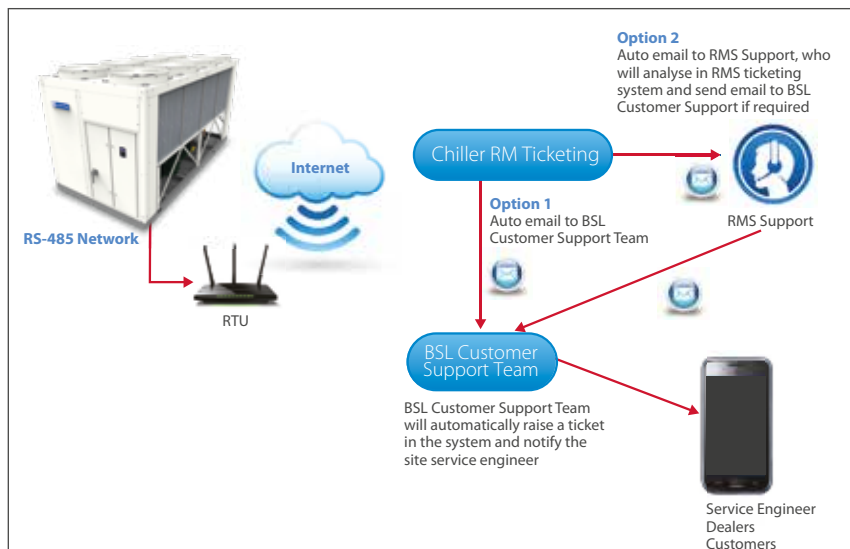 Option 2
Auto email to RMS Support, who
will analyse in RMS ticketing
system and send email to BSL
Customer Support if required
Internet
Chiller RM Ticketing
RS-485 Network
RTU
Option 1
Auto email to BSL
Customer Support Team
RMS Support
BSL Customer
Support Team
BSL Customer Support Team
will automatically raise a ticket
in the system and notify the
site service engineer
Service Engineer
Dealers
Customers